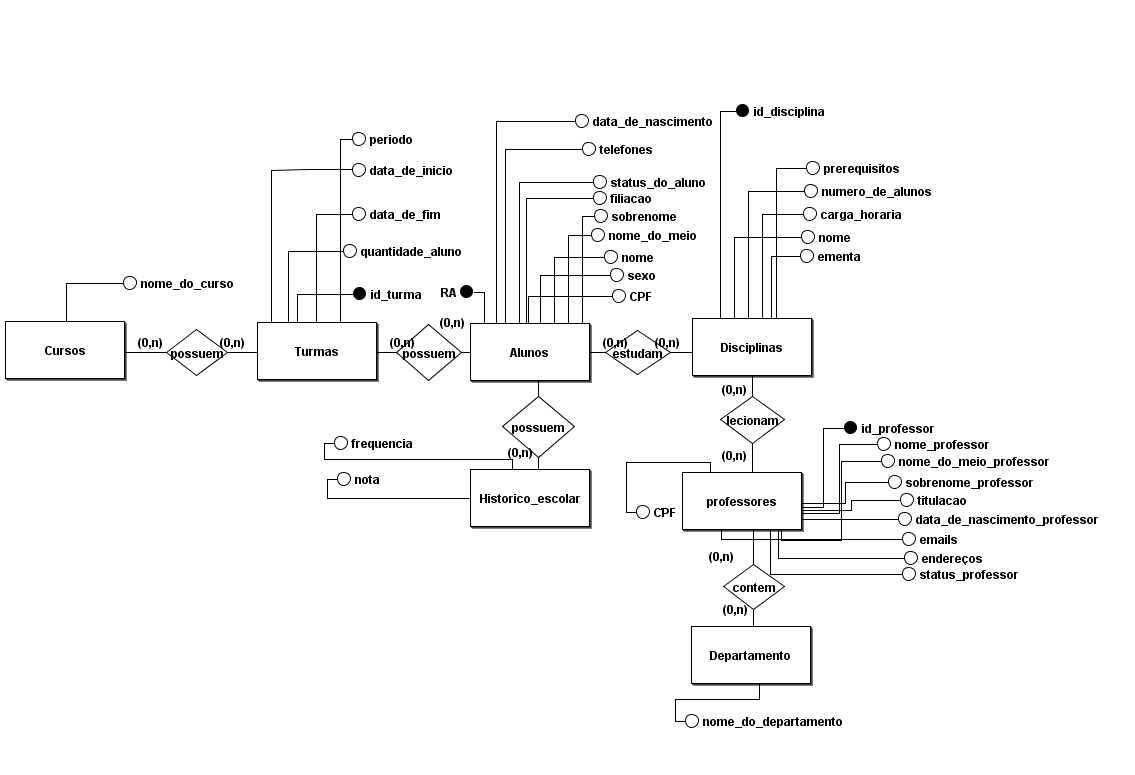 id_disciplina
data_de_nascimento
periodo
telefones
data_de_inicio
prerequisitos
status_do_aluno
numero_de_alunos
filiacao
data_de_fim
sobrenome
carga_horaria
nome_do_meio
nome
quantidade_aluno
nome
ementa
sexo
nome_do_curso
RA
id_turma
CPF
(0,n)
Cursos
(0,n)
possuem
(0,n)
Turmas
(0,n)
possuem
Alunos
(0,n)
estudam
(0,n)
Disciplinas
(0,n)
lecionam
possuem
id_professor
frequencia
nome_professor
(0,n)
(0,n)
nome_do_meio_professor
nota
sobrenome_professor
Historico_escolar
professores
titulacao
CPF
data_de_nascimento_professor
emails
(0,n)
endereços
status_professor
contem
(0,n)
Departamento
nome_do_departamento